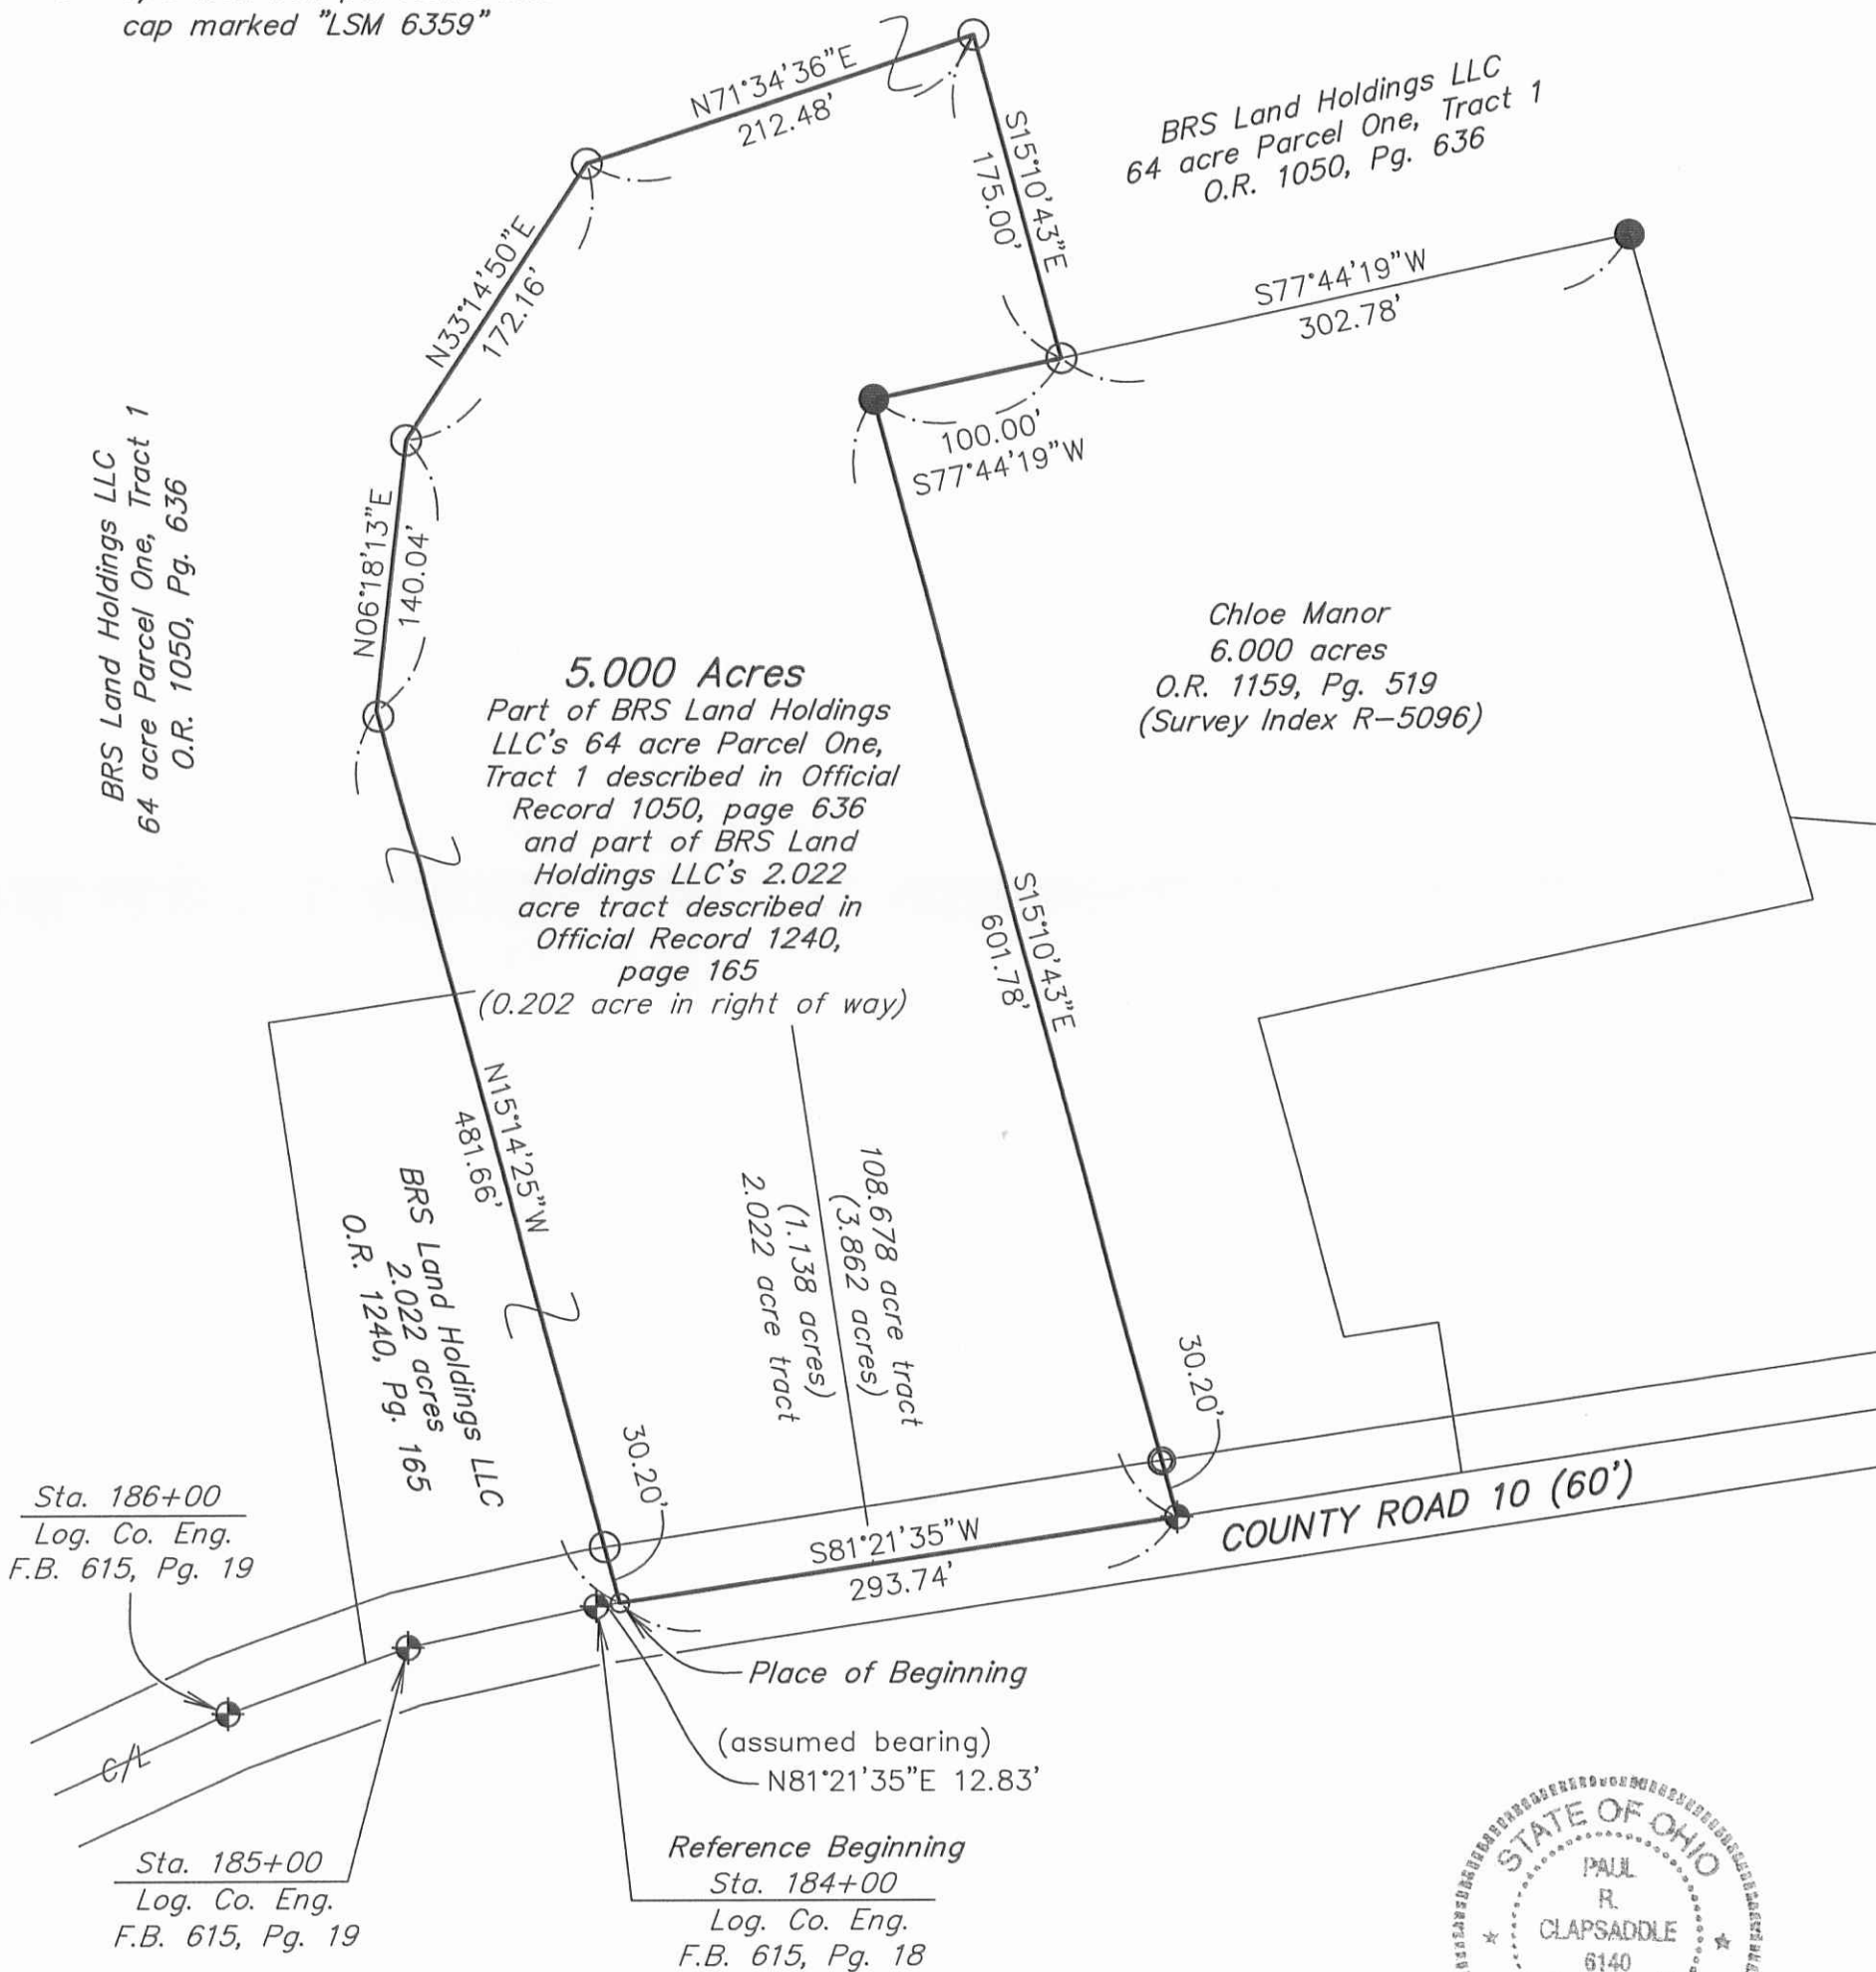 cap marked "LSM 6359"
N71°34'36"E
212.48'
S15°10'43"E
175.00'
BRS Land Holdings LLC
64 acre Parcel One, Tract 1
O.R. 1050, Pg. 636
N33°14'50"E
172.16'
S77°44'19"W
302.78'
100.00'
S77°44'19"W
BRS Land Holdings LLC
64 acre Parcel One, Tract 1
O.R. 1050, Pg. 636
N06°18'13"E
140.04'
Chloe Manor
6.000 acres
O.R. 1159, Pg. 519
(Survey Index R-5096)
5.000 Acres
Part of BRS Land Holdings
LLC's 64 acre Parcel One,
Tract 1 described in Official
Record 1050, page 636
and part of BRS Land
Holdings LLC's 2.022
acre tract described in
Official Record 1240,
page 165
(0.202 acre in right of way)
S15°10'43"E
601.78'
N15°14'25"W
481.66'
BRS Land Holdings LLC
2.022 acres
O.R. 1240, Pg. 165
108.678 acre tract
(3.862 acres)
(1.138 acres)
2.022 acre tract
30.20'
30.20'
S81°21'35"W
293.74'
COUNTY ROAD 10 (60')
Sta. 186+00
Log. Co. Eng.
F.B. 615, Pg. 19
Place of Beginning
(assumed bearing)
N81°21'35"E 12.83'
C/L
Sta. 185+00
Log. Co. Eng.
F.B. 615, Pg. 19
Reference Beginning
Sta. 184+00
Log. Co. Eng.
F.B. 615, Pg. 18
STATE OF OHIO
PAUL
R.
CLAPSADDLE
6140